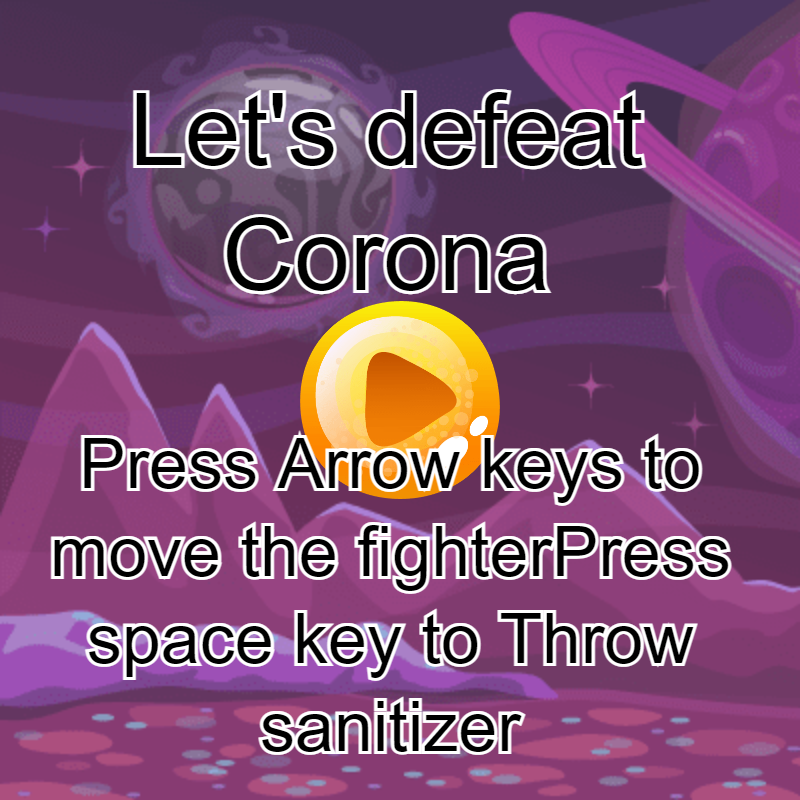 Let's defeat
Corona
Press Arrow keys to
move the fighterPress
space key to Throw
sanitizer